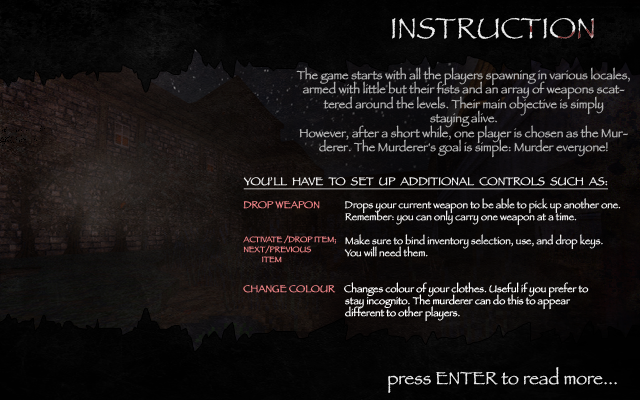 INSTRUCTION
The game starts with all the players spawning in various locales,
armed with little but their fists and an array of weapons scat-
tered around the levels. Their main objective is simply
staying alive.
However, after a short while, one player is chosen as the Mur-
derer. The Murderer's goal is simple: Murder everyone!
YOU'LL HAVE TO SET UP ADDITIONAL CONTROLS SUCH AS:
DROP WEAPON
Drops your current weapon to be able to pick up another one.
Remember: you can only carry one weapon at a time.
ACTIVATE /DROP ITEM;
NEXT/PREVIOUS
ITEM
Make sure to bind inventory selection, use, and drop keys.
You will need them.
CHANGE COLOUR
Changes colour of your clothes. Useful if you prefer to
stay incognito. The murderer can do this to appear
different to other players.
press ENTER to read more...